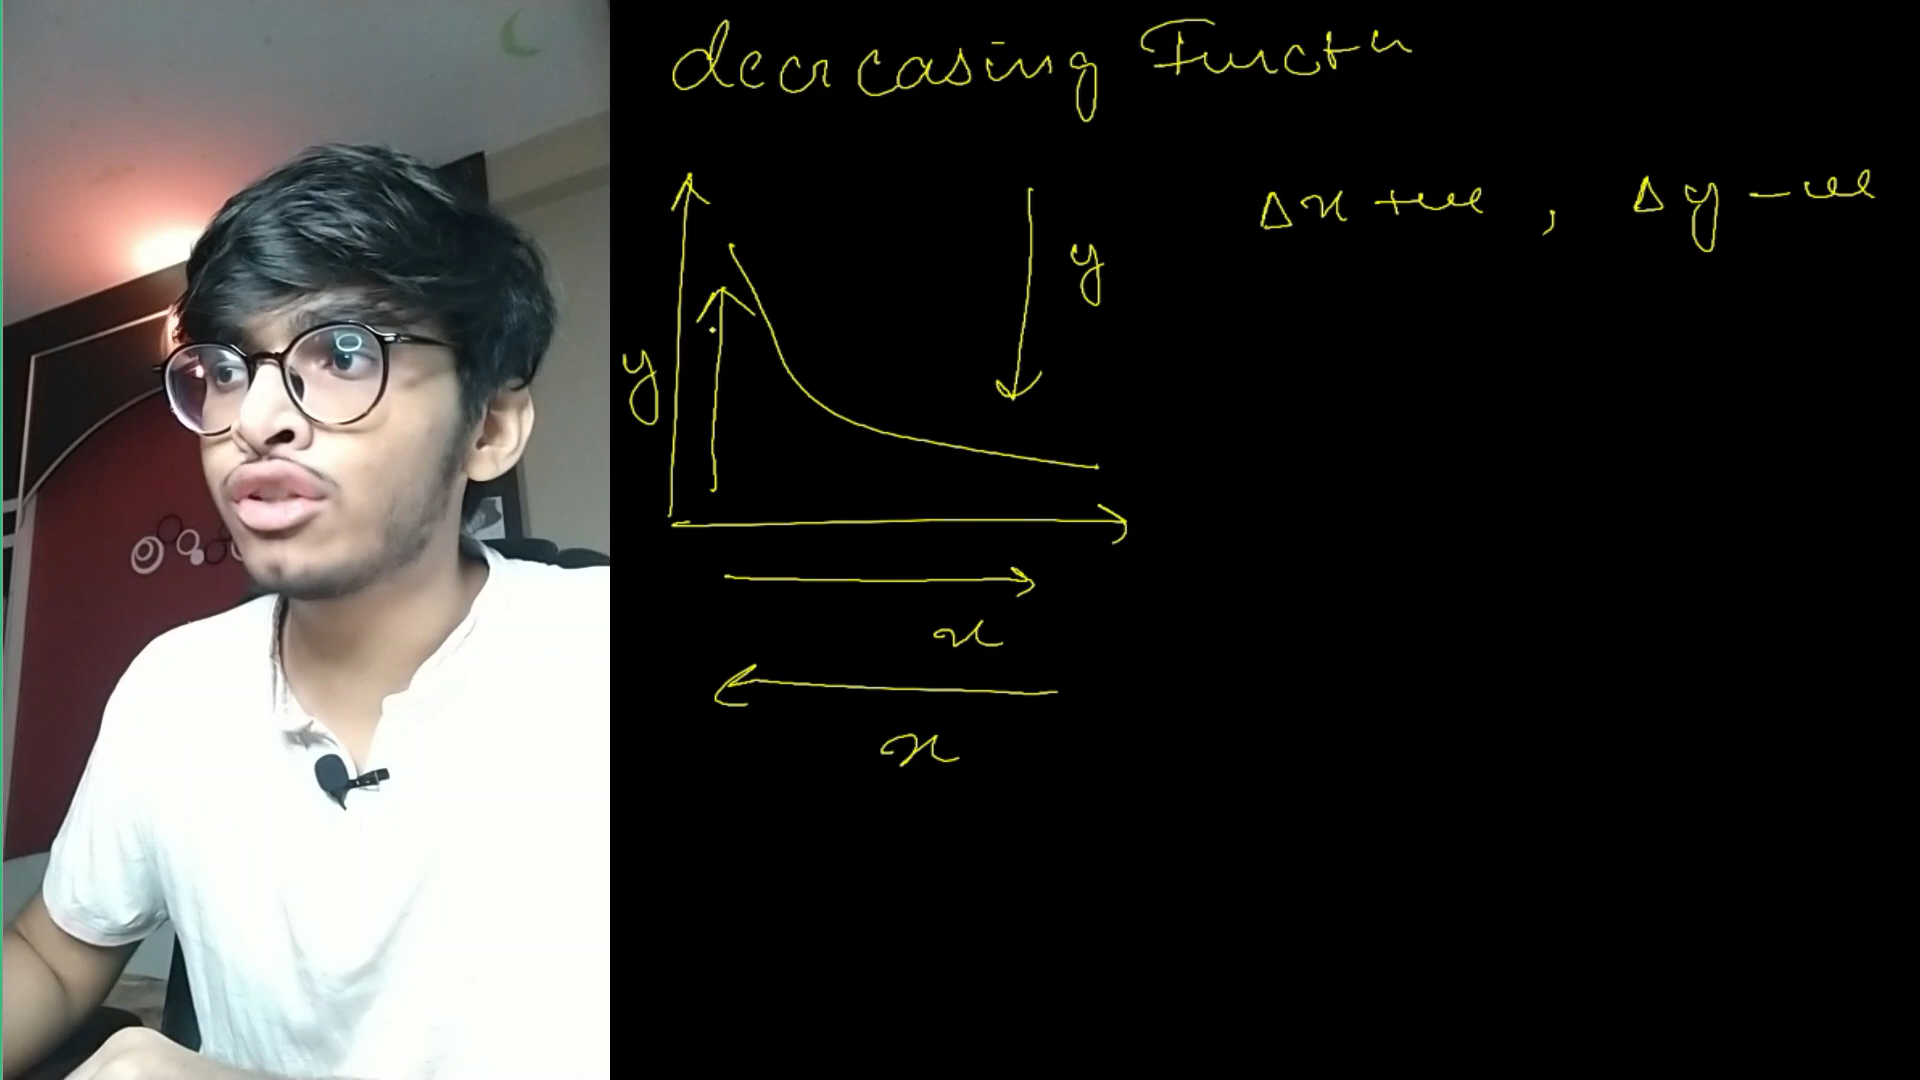 decreasing Functn
Δx +ve , Δy -ve
y
y
x
x